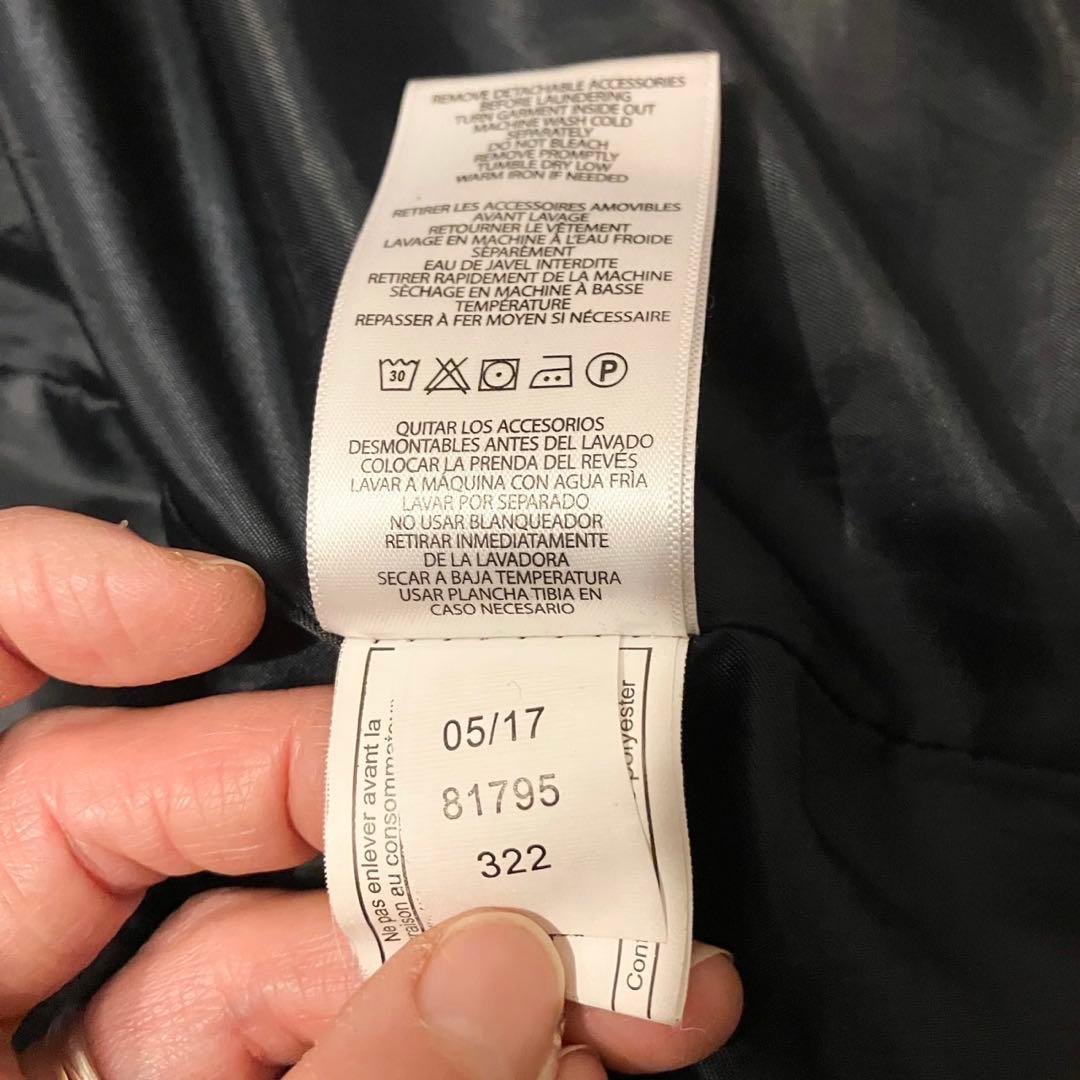 REMOVE DETACHABLE ACCESSORIES
BEFORE LAUNDERING
TURN GARMENT INSIDE OUT
MACHINE WASH COLD
SEPARATELY
DO NOT BLEACH
REMOVE PROMPTLY
TUMBLE DRY LOW
WARM IRON IF NEEDED
RETIRER LES ACCESSOIRES AMOVIBLES
AVANT LAVAGE
RETOURNER LE VÊTEMENT
LAVAGE EN MACHINE À L'EAU FROIDE
SÉPARÉMENT
EAU DE JAVEL INTERDITE
RETIRER RAPIDEMENT DE LA MACHINE
SÈCHAGE EN MACHINE À BASSE
TEMPÉRATURE
REPASSER À FER MOYEN SI NÉCESSAIRE
30 P
QUITAR LOS ACCESORIOS
DESMONTABLES ANTES DEL LAVADO
COLOCAR LA PRENDA DEL REVÉS
LAVAR A MÁQUINA CON AGUA FRÌA
LAVAR POR SEPARADO
NO USAR BLANQUEADOR
RETIRAR INMEDIATAMENTE
DE LA LAVADORA
SECAR A BAJA TEMPERATURA
USAR PLANCHA TIBIA EN
CASO NECESARIO
Ne pas enlever avant la
raison au consommat
05/17
81795
322
polyester
Con